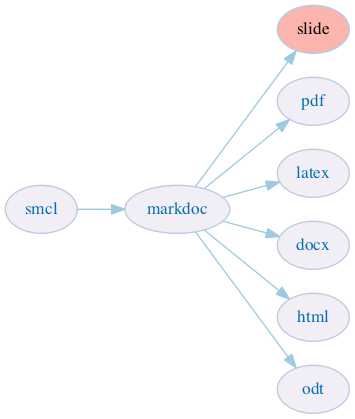 slide
pdf
latex
smcl
markdoc
docx
html
odt